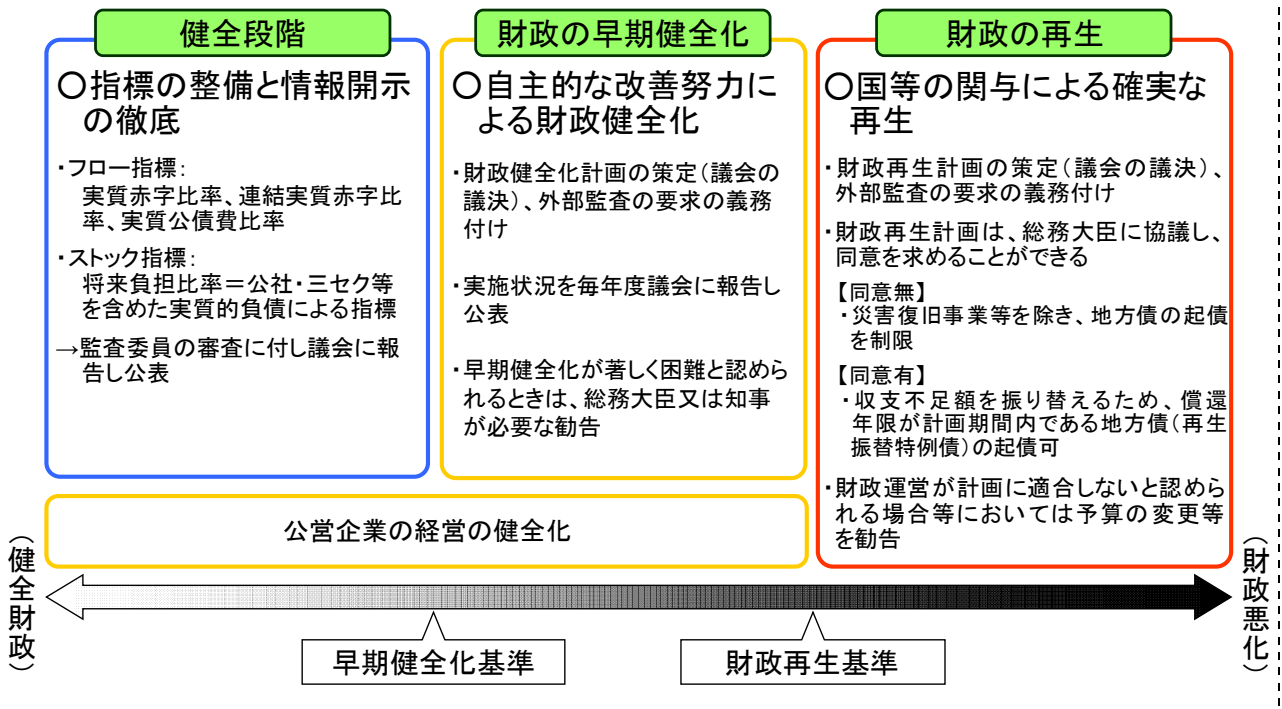 健全段階
〇指標の整備と情報開示
の徹底
・フロー指標：
実質赤字比率、連結実質赤字比
率、実質公債費比率
・ストック指標：
将来負担比率＝公社・三セク等
を含めた実質的負債による指標
→監査委員の審査に付し議会に報
告し公表
財政の早期健全化
〇自主的な改善努力に
よる財政健全化
・財政健全化計画の策定（議会の
議決）、外部監査の要求の義務
付け
・実施状況を毎年度議会に報告し
公表
・早期健全化が著しく困難と認めら
れるときは、総務大臣又は知事
が必要な勧告
財政の再生
〇国等の関与による確実な
再生
・財政再生計画の策定（議会の議決）、
外部監査の要求の義務付け
・財政再生計画は、総務大臣に協議し、
同意を求めることができる
【同意無】
・災害復旧事業等を除き、地方債の起債
を制限
【同意有】
・収支不足額を振り替えるため、償還
年限が計画期間内である地方債（再生
振替特例債）の起債可
・財政運営が計画に適合しないと認めら
れる場合等においては予算の変更等
を勧告
公営企業の経営の健全化
（健全財政）
（財政悪化）
早期健全化基準
財政再生基準